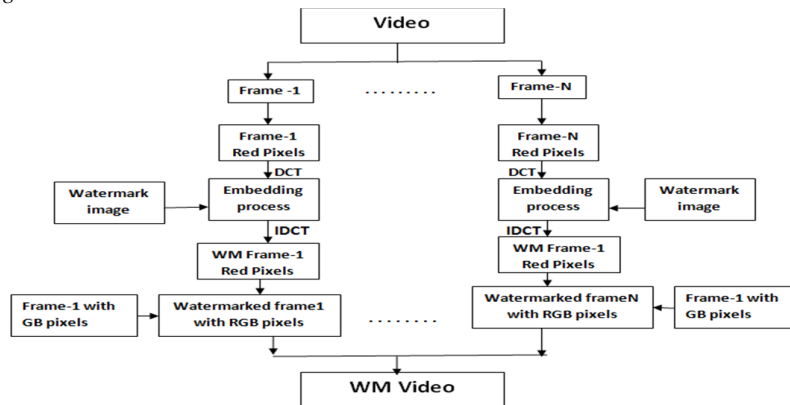 Video
Frame -1
.........
Frame-N
Frame-1
Red Pixels
Frame-N
Red Pixels
DCT
DCT
Watermark
image
Embedding
process
Embedding
process
Watermark
image
IDCT
IDCT
WM Frame-1
Red Pixels
WM Frame-1
Red Pixels
Frame-1 with
GB pixels
Watermarked frame1
with RGB pixels
........
Watermarked frameN
with RGB pixels
Frame-1 with
GB pixels
WM Video